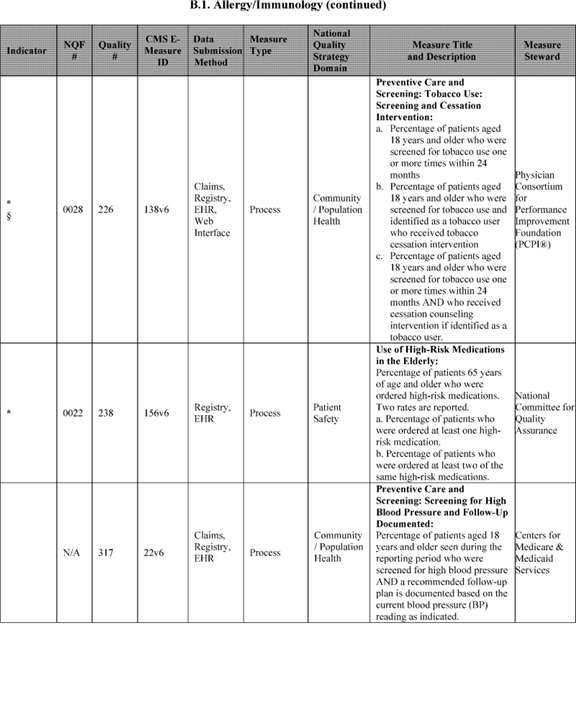 B.1. Allergy/Immunology (continued)
Indicator
NQF
#
Quality
#
CMS E-
Measure
ID
Data
Submission
Method
Measure
Type
National
Quality
Strategy
Domain
Measure Title
and Description
Measure
Steward
*
§
0028
226
138v6
Claims,
Registry,
EHR,
Web
Interface
Process
Community
/ Population
Health
Preventive Care and
Screening: Tobacco Use:
Screening and Cessation
Intervention:
a. Percentage of patients aged
18 years and older who were
screened for tobacco use one
or more times within 24
months
b. Percentage of patients aged
18 years and older who were
screened for tobacco use and
identified as a tobacco user
who received tobacco
cessation intervention
c. Percentage of patients aged
18 years and older who were
screened for tobacco use one
or more times within 24
months AND who received
cessation counseling
intervention if identified as a
tobacco user.
Physician
Consortium
for
Performance
Improvement
Foundation
(PCPI®)
*
0022
238
156v6
Registry,
EHR
Process
Patient
Safety
Use of High-Risk Medications
in the Elderly:
Percentage of patients 65 years
of age and older who were
ordered high-risk medications.
Two rates are reported.
a. Percentage of patients who
were ordered at least one high-
risk medication.
b. Percentage of patients who
were ordered at least two of the
same high-risk medications.
National
Committee for
Quality
Assurance
N/A
317
22v6
Claims,
Registry,
EHR
Process
Community
/ Population
Health
Preventive Care and
Screening: Screening for High
Blood Pressure and Follow-Up
Documented:
Percentage of patients aged 18
years and older seen during the
reporting period who were
screened for high blood pressure
AND a recommended follow-up
plan is documented based on the
current blood pressure (BP)
reading as indicated.
Centers for
Medicare &
Medicaid
Services